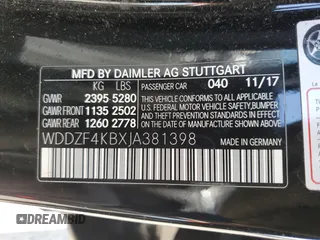 MFD BY DAIMLER AG STUTTGART
KG LBS PASSENGER CAR 040 11/17
GVWR 2395 5280 THIS VEHICLE CONFORMS TO ALL APPLICABLE
GAWR FRONT 1135 2502 U.S. FEDERAL MOTOR VEHICLE SAFETY, BUMPER,
GAWR REAR 1260 2778 AND THEFT PREVENTION STANDARDS IN EFFECT
ON THE DATE OF MANUFACTURE SHOWN ABOVE.
WDDZF4KBXJA381398
MADE IN GERMANY
DREAMBID